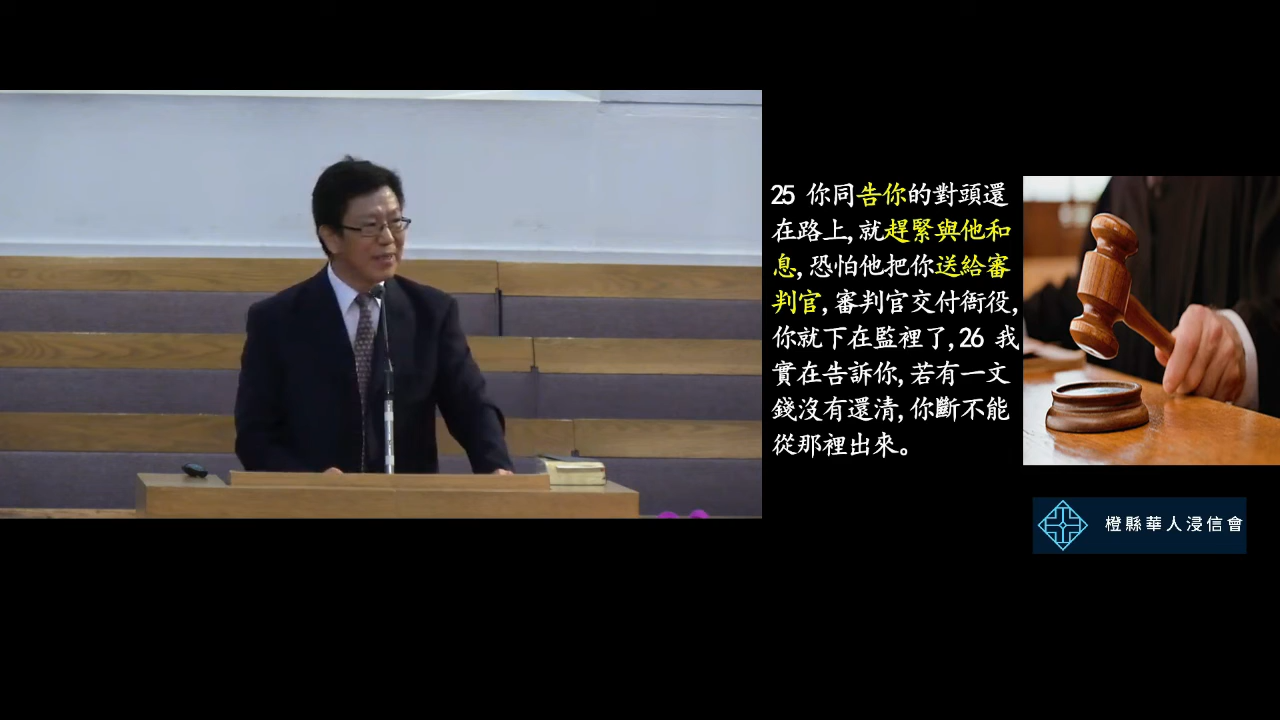 25 你同告你的對頭還
在路上,就趕緊與他和
息,恐怕他把你送給審
判官,審判官交付衙役,
你就下在監裡了,26 我
實在告訴你,若有一文
錢沒有還清,你斷不能
從那裡出來。
橙縣華人浸信會